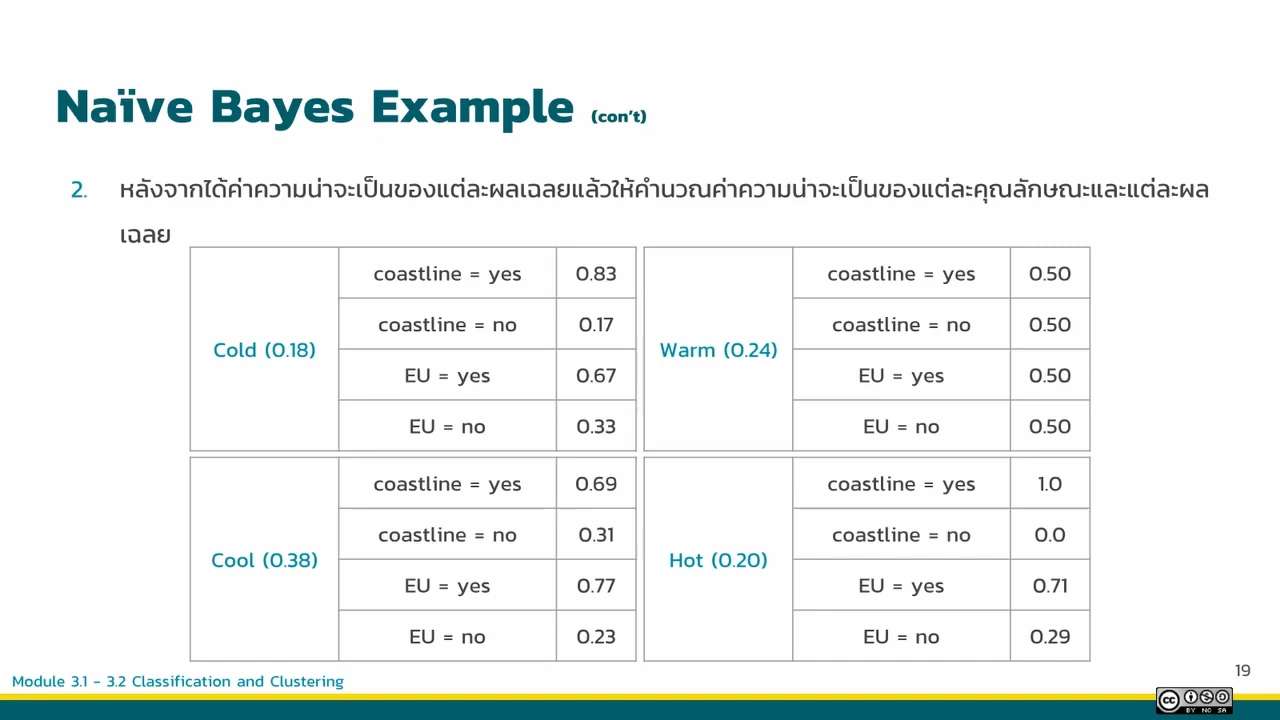 Naïve Bayes Example (con't)
2. หลังจากได้ค่าความน่าจะเป็นของแต่ละผลเฉลยแล้วให้คำนวณค่าความน่าจะเป็นของแต่ละคุณลักษณะและแต่ละผล
เฉลย
Cold (0.18)
coastline = yes 0.83
coastline = no 0.17
EU = yes 0.67
EU = no 0.33
Warm (0.24)
coastline = yes 0.50
coastline = no 0.50
EU = yes 0.50
EU = no 0.50
Cool (0.38)
coastline = yes 0.69
coastline = no 0.31
EU = yes 0.77
EU = no 0.23
Hot (0.20)
coastline = yes 1.0
coastline = no 0.0
EU = yes 0.71
EU = no 0.29
19
Module 3.1 - 3.2 Classification and Clustering
cc
BY NC SA